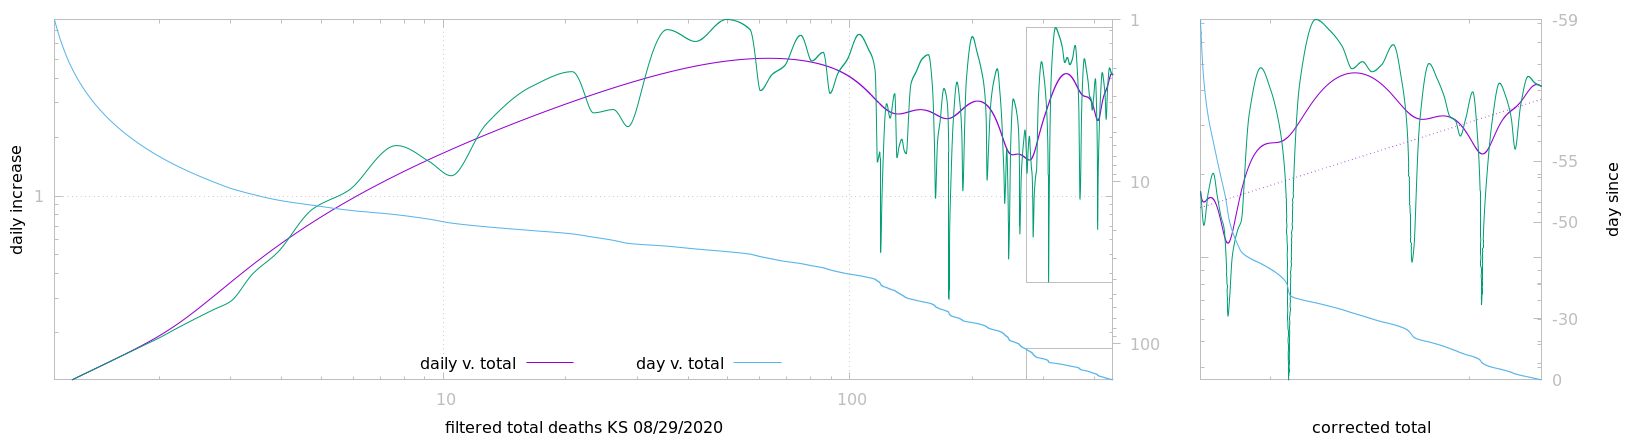 daily increase
1
1
10
100
daily v. total
day v. total
10
100
filtered total deaths KS 08/29/2020
-59
-55
-50
-30
0
day since
corrected total